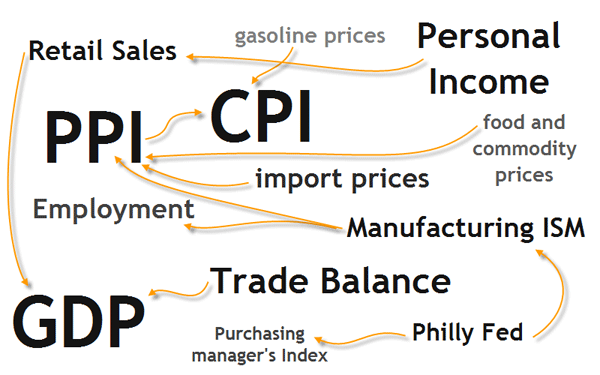 Retail Sales
gasoline prices
Personal
Income
PPI
CPI
food and
commodity
prices
import prices
Employment
Manufacturing ISM
Trade Balance
GDP
Purchasing
manager's Index
Philly Fed